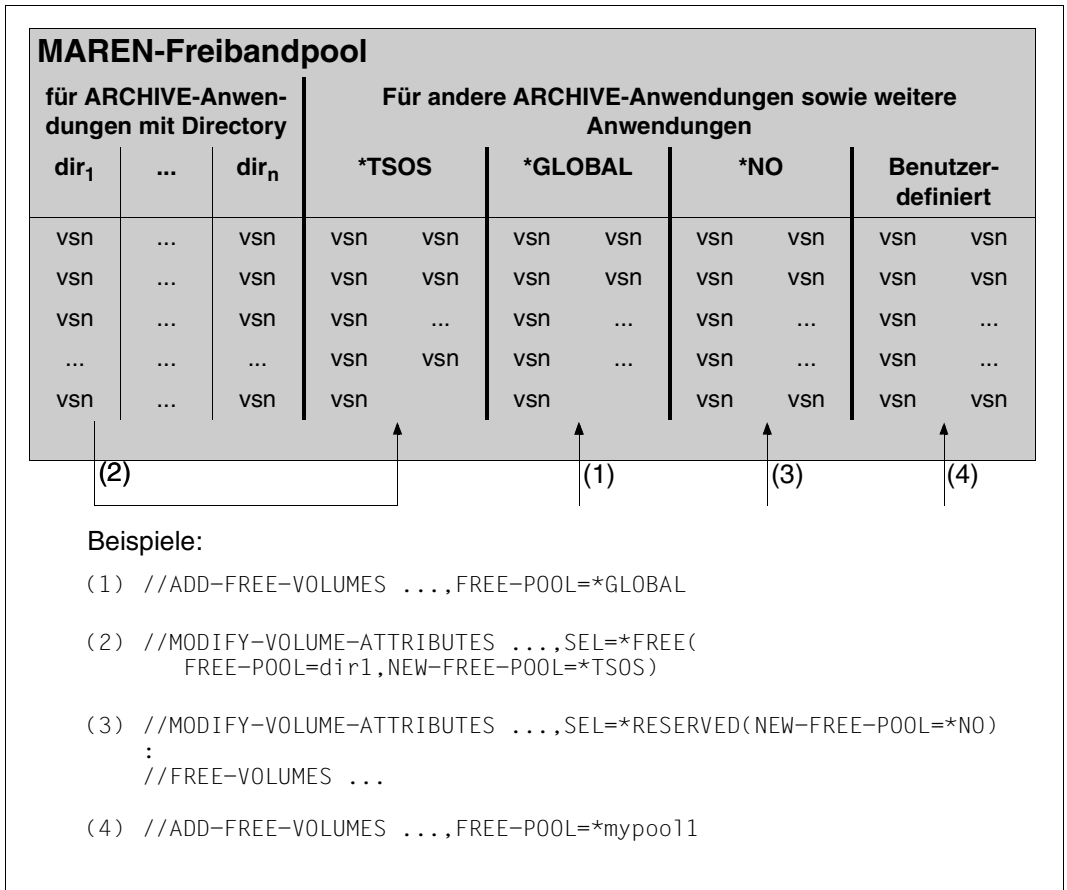 MAREN-Freibandpool
für ARCHIVE-Anwen-
dungen mit Directory
Für andere ARCHIVE-Anwendungen sowie weitere
Anwendungen
dir1 ... dirn *TSOS *GLOBAL *NO Benutzer-
definiert
vsn ... vsn vsn vsn vsn vsn vsn vsn vsn vsn
vsn ... vsn vsn vsn vsn vsn vsn vsn vsn vsn
vsn ... vsn vsn ... vsn ... vsn ... vsn ...
... ... ... vsn vsn vsn ... vsn ... vsn ...
vsn ... vsn vsn vsn vsn vsn vsn vsn
(2) (1) (3) (4)
Beispiele:
(1) //ADD-FREE-VOLUMES ...,FREE-POOL=*GLOBAL
(2) //MODIFY-VOLUME-ATTRIBUTES ...,SEL=*FREE(
FREE-POOL=dir1,NEW-FREE-POOL=*TSOS)
(3) //MODIFY-VOLUME-ATTRIBUTES ...,SEL=*RESERVED(NEW-FREE-POOL=*NO)
:
//FREE-VOLUMES ...
(4) //ADD-FREE-VOLUMES ...,FREE-POOL=*mypool1